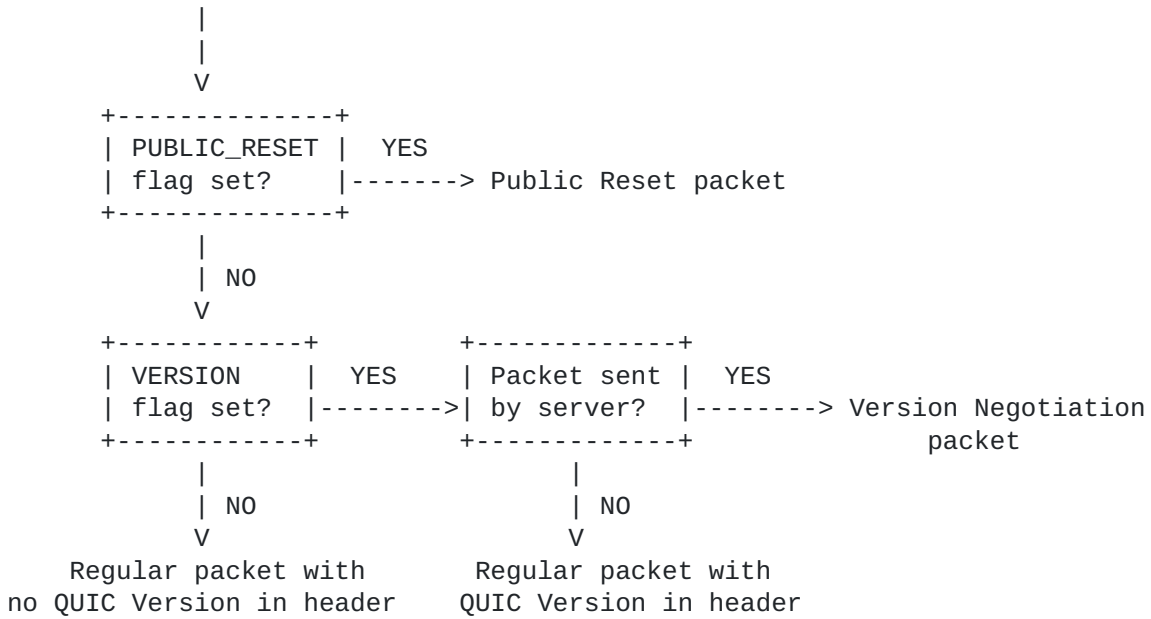 |
             |
             V
       +--------------+
       | PUBLIC_RESET |  YES
       | flag set?    |-------> Public Reset packet
       +--------------+
             |
             | NO
             V
       +------------+          +-------------+
       | VERSION    |  YES     | Packet sent |  YES
       | flag set?  |--------->| by server?  |--------> Version Negotiation
       +------------+          +-------------+               packet
             |                        |
             | NO                     | NO
             V                        V
     Regular packet with       Regular packet with
 no QUIC Version in header    QUIC Version in header